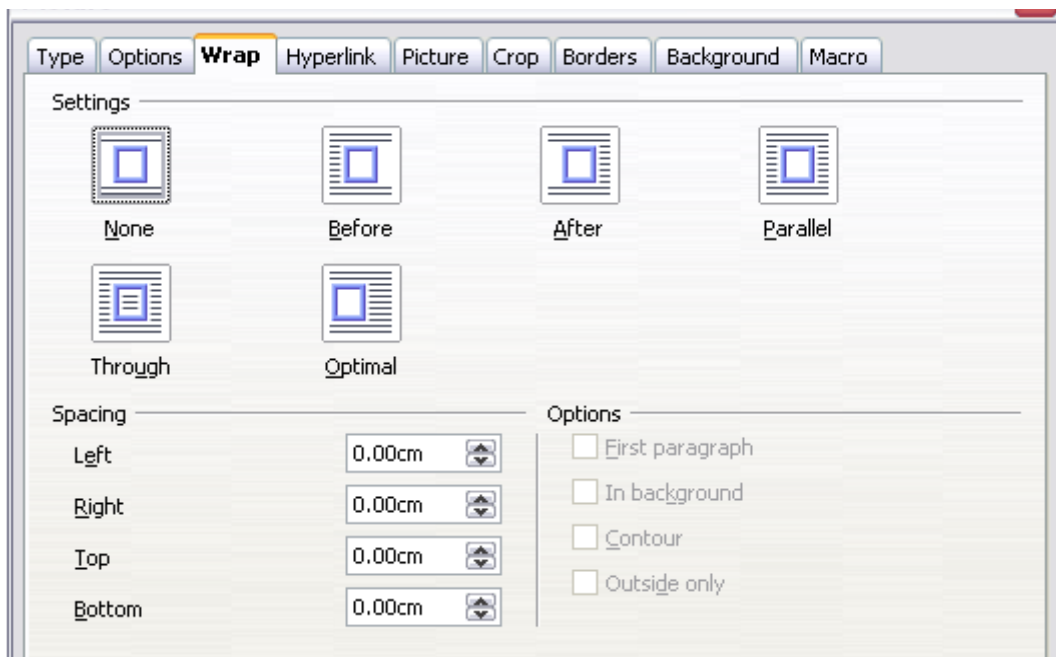 Type Options Wrap Hyperlink Picture Crop Borders Background Macro
Settings
None Before After Parallel
Through Optimal
Spacing
Left 0.00cm
Right 0.00cm
Top 0.00cm
Bottom 0.00cm
Options
First paragraph
In background
Contour
Outside only